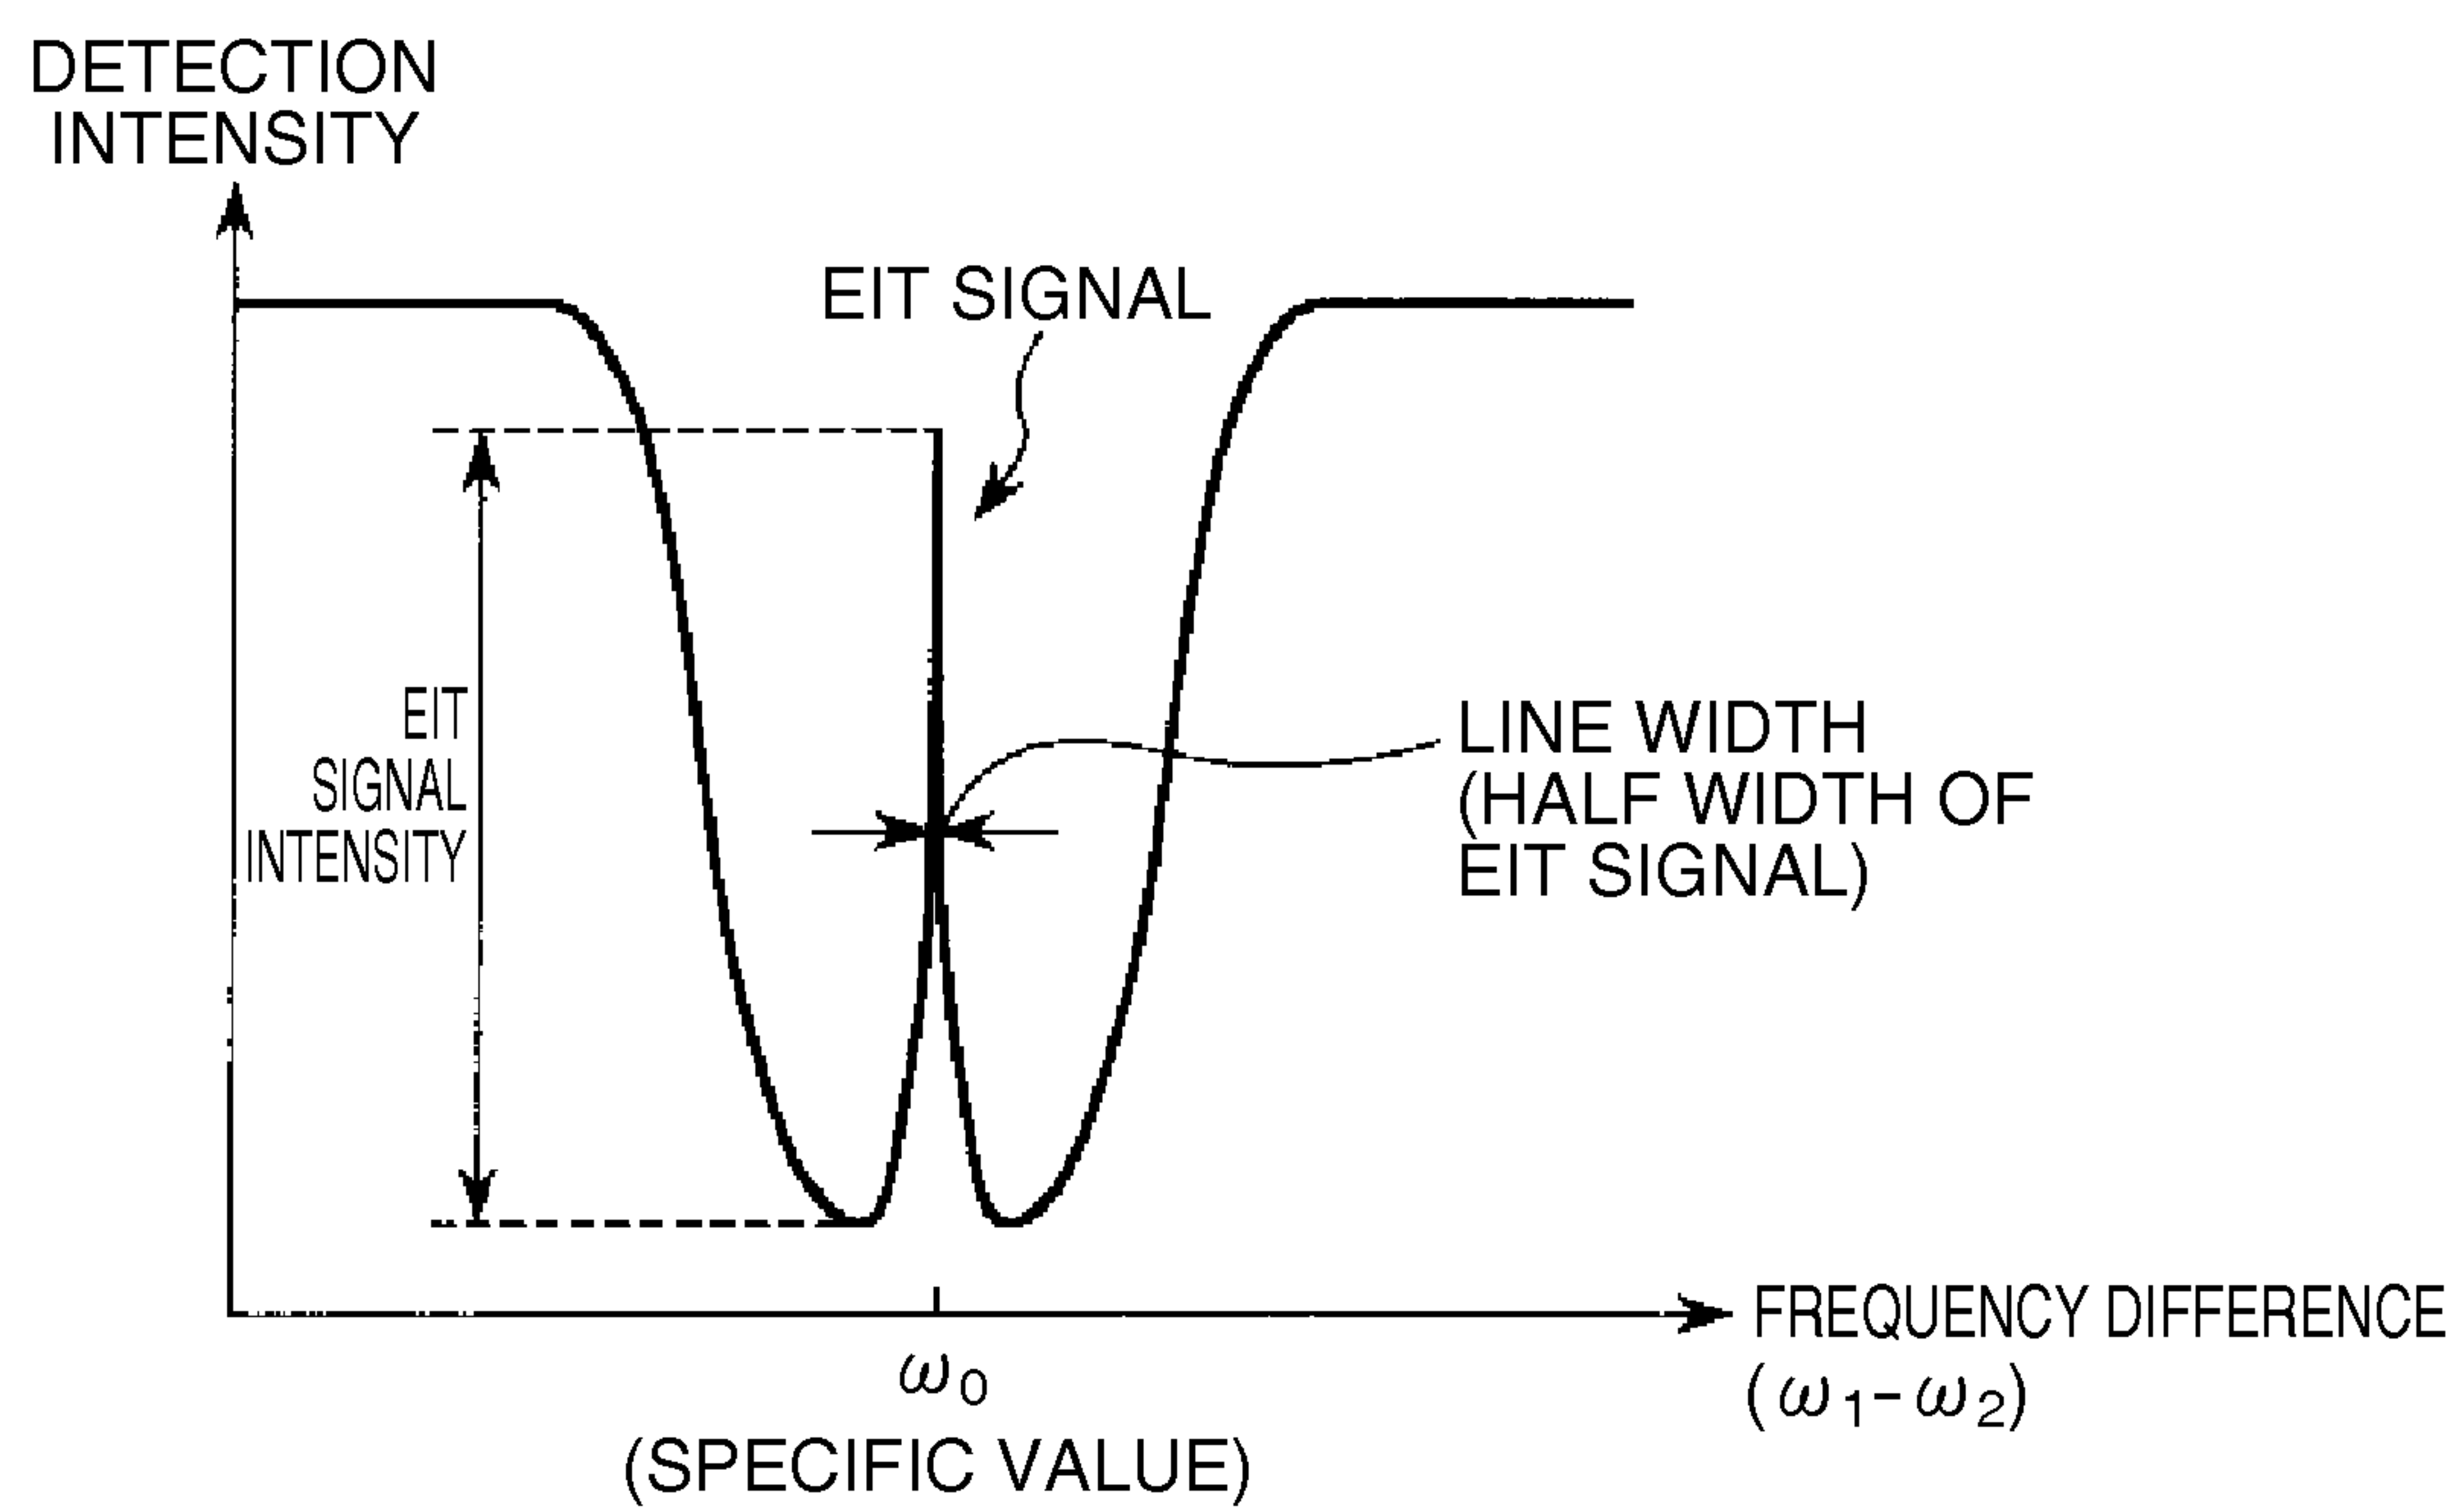 DETECTION
INTENSITY
EIT SIGNAL
EIT
SIGNAL
INTENSITY
LINE WIDTH
(HALF WIDTH OF
EIT SIGNAL)
FREQUENCY DIFFERENCE
(ω1-ω2)
ω0
(SPECIFIC VALUE)